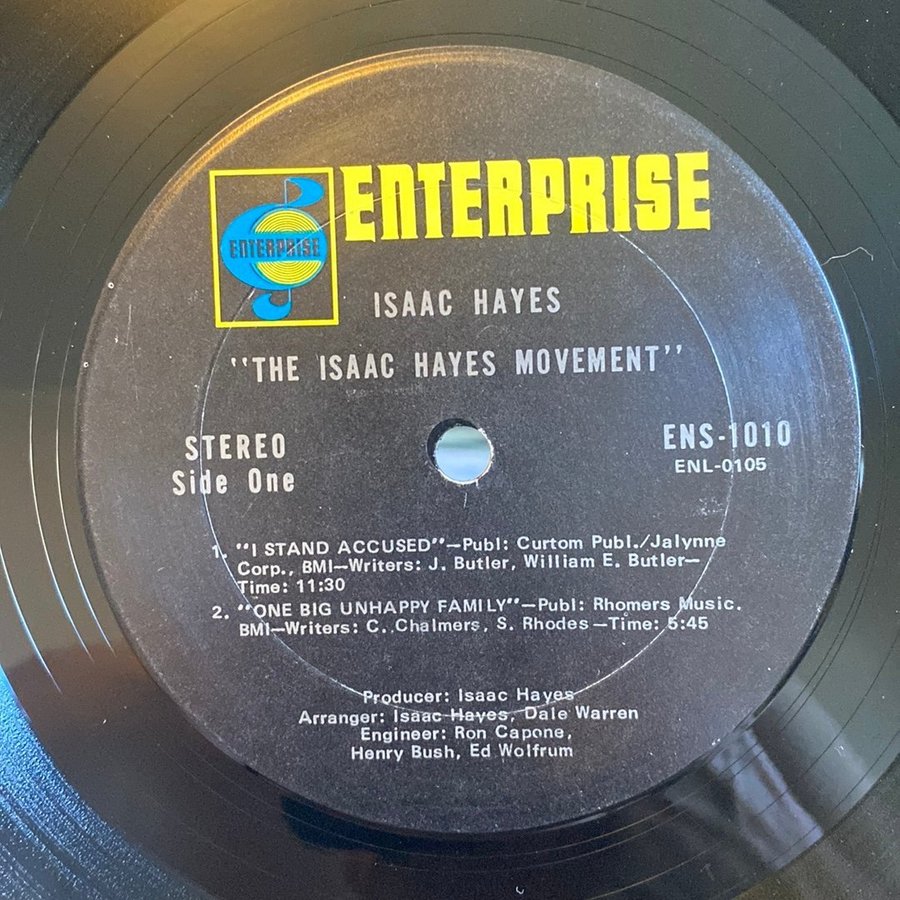 ENTERPRISE
ENTERPRISE
ISAAC HAYES
"THE ISAAC HAYES MOVEMENT"
STEREO
Side One
ENS-1010
ENL-0105
1. "I STAND ACCUSED"—Publ: Curtom Publ./Jalynne
Corp., BMI—Writers: J. Butler, William E. Butler—
Time: 11:30
2. "ONE BIG UNHAPPY FAMILY"—Publ: Rhomers Music.
BMI—Writers: C. Chalmers, S. Rhodes—Time: 5:45
Producer: Isaac Hayes
Arranger: Isaac Hayes, Dale Warren
Engineer: Ron Capone,
Henry Bush, Ed Wolfrum